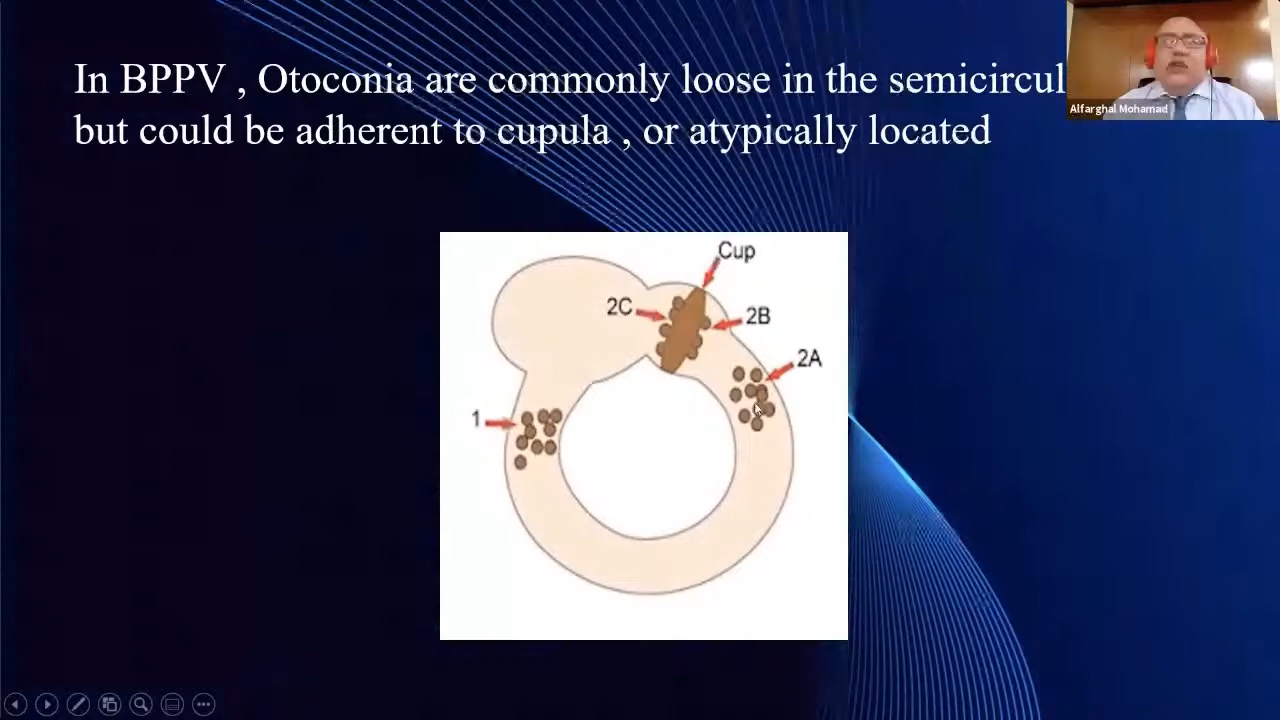 In BPPV , Otoconia are commonly loose in the semicircul
but could be adherent to cupula , or atypically located
Alfarghal Mohamad
Cup
2C
2B
2A
1